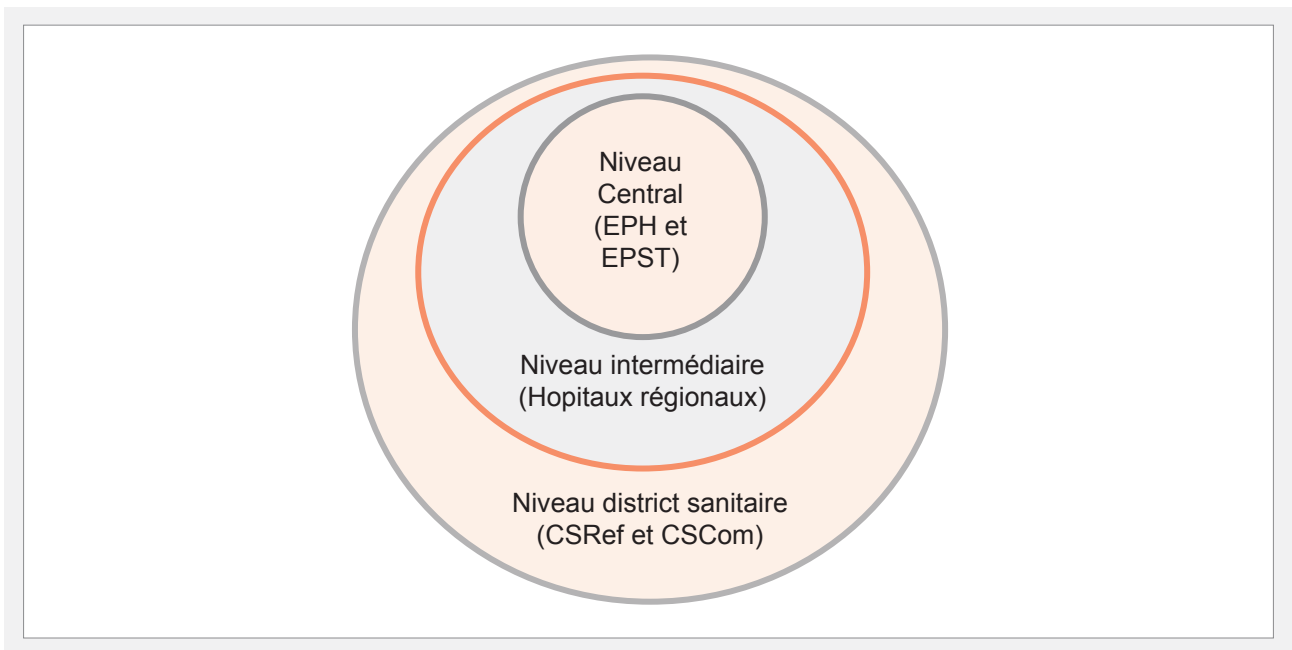 Niveau
Central
(EPH et
EPST)
Niveau intermédiaire
(Hopitaux régionaux)
Niveau district sanitaire
(CSRef et CSCom)